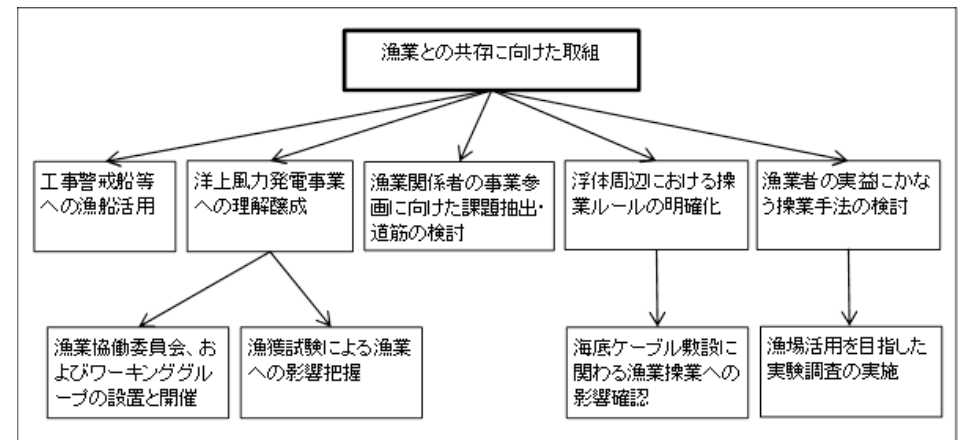 漁業との共存に向けた取組
工事警戒船等
への漁船活用
洋上風力発電事業
への理解醸成
漁業関係者の事業参
画に向けた課題抽出・
道筋の検討
浮体周辺における操
業ルールの明確化
漁業者の実益にかな
う操業手法の検討
漁業協働委員会、お
よびワーキンググルー
プの設置と開催
漁獲試験による漁業
への影響把握
海底ケーブル敷設に
関わる漁業操業への
影響確認
漁場活用を目指した
実験調査の実施